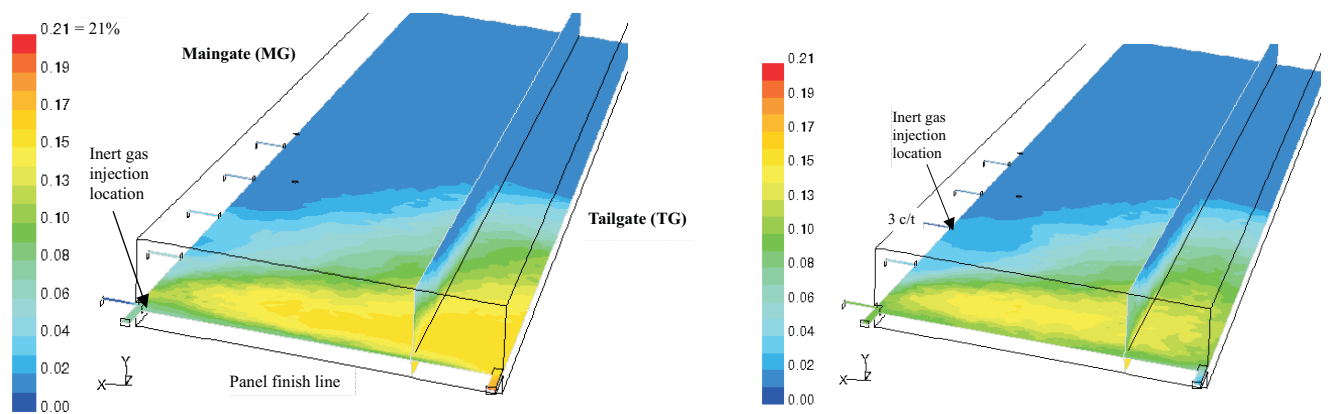 0.21 = 21%
0.19
0.17
0.15
0.13
0.10
0.08
0.06
0.04
0.02
0.00
Maingate (MG)
Inert gas
injection
location
Tailgate (TG)
Panel finish line
Y
X
Z
0.21
0.19
0.17
0.15
0.13
0.10
0.08
0.06
0.04
0.02
0.00
Inert gas
injection
location
3 c/t
Y
X
Z